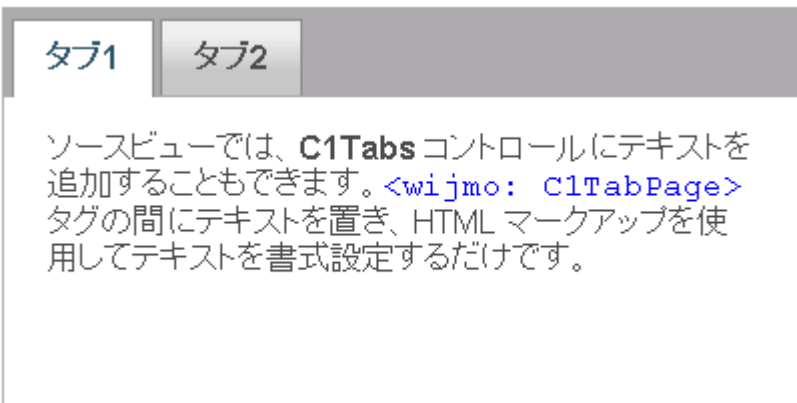 タブ1 タブ2
ソースビューでは、C1Tabs コントロールにテキストを
追加することもできます。<wijmo: C1TabPage>
タグの間にテキストを置き、HTML マークアップを使
用してテキストを書式設定するだけです。